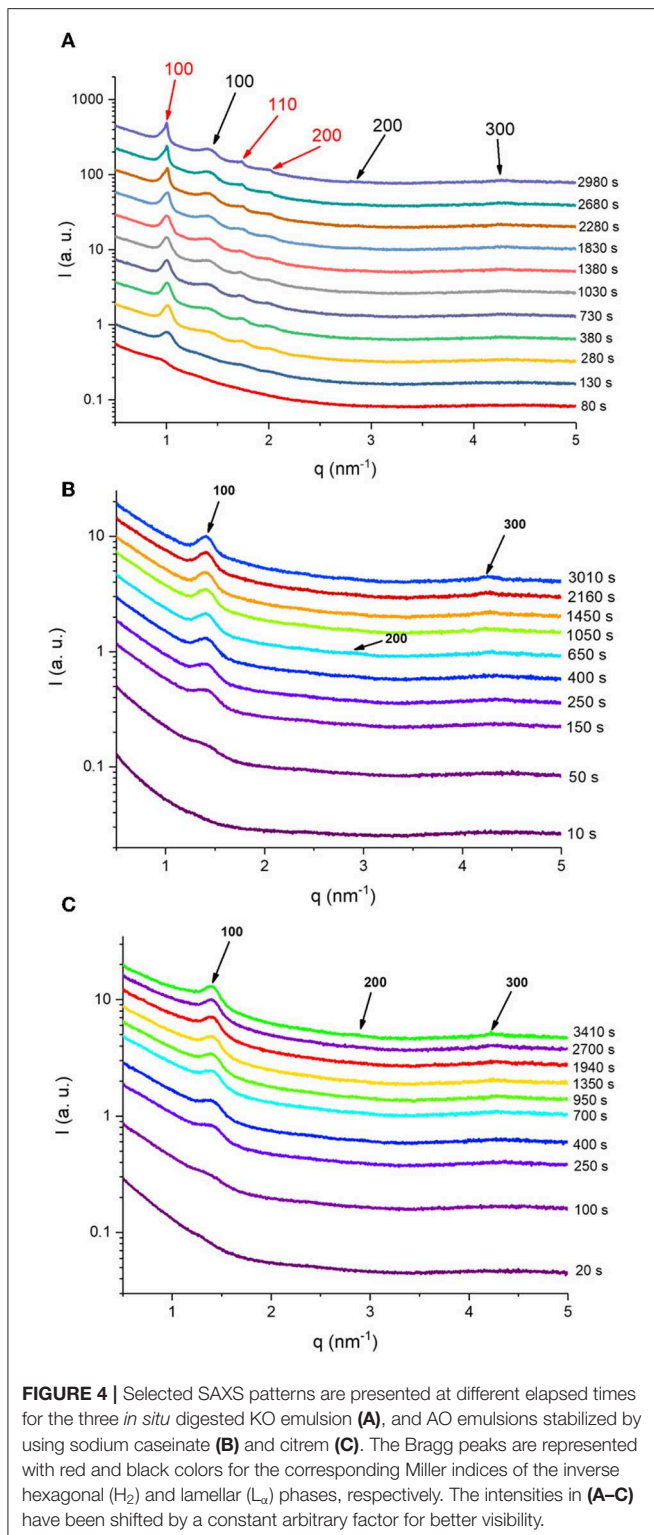 A
100
100
110
200
200
300
1000
100
10
1
0.1
I (a. u.)
2980 s
2680 s
2280 s
1830 s
1380 s
1030 s
730 s
380 s
280 s
130 s
80 s
1 2 3 4 5
q (nm⁻¹)
B
100
300
200
10
1
0.1
I (a. u.)
3010 s
2160 s
1450 s
1050 s
650 s
400 s
250 s
150 s
50 s
10 s
1 2 3 4 5
q (nm⁻¹)
C
100
200
300
10
1
0.1
I (a. u.)
3410 s
2700 s
1940 s
1350 s
950 s
700 s
400 s
250 s
100 s
20 s
1 2 3 4 5
q (nm⁻¹)
FIGURE 4 | Selected SAXS patterns are presented at different elapsed times
for the three in situ digested KO emulsion (A), and AO emulsions stabilized by
using sodium caseinate (B) and citrem (C). The Bragg peaks are represented
with red and black colors for the corresponding Miller indices of the inverse
hexagonal (H₂) and lamellar (Lα) phases, respectively. The intensities in (A–C)
have been shifted by a constant arbitrary factor for better visibility.